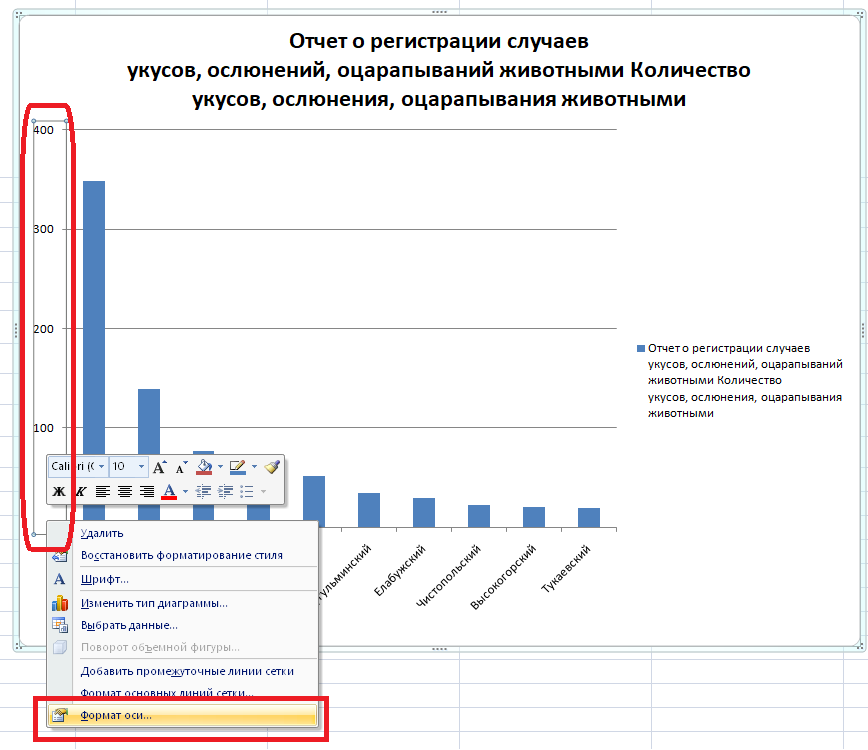 Отчет о регистрации случаев
укусов, ослюнений, оцарапываний животными Количество
укусов, ослюнения, оцарапывания животными
400
300
200
100
Отчет о регистрации случаев
укусов, ослюнений, оцарапываний
животными Количество
укусов, ослюнения, оцарапывания
животными
10 A A
Ж К A
Удалить
Восстановить форматирование стиля
A Шрифт...
Изменить тип диаграммы...
Выбрать данные...
Поворот объемной фигуры...
Добавить промежуточные линии сетки
Формат основных линий сетки...
Формат оси...
Елабужский
Чистопольский
Высокогорский
Тукаевский